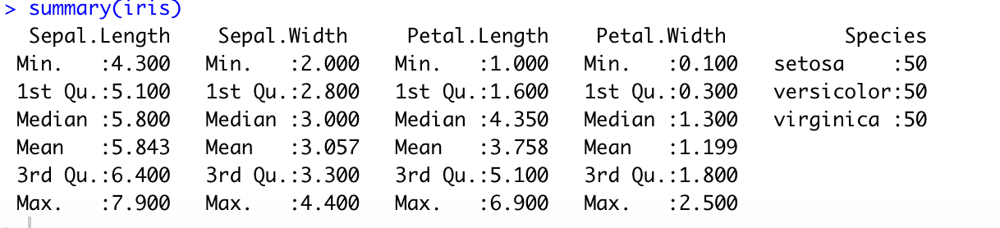 > summary(iris)
  Sepal.Length    Sepal.Width     Petal.Length    Petal.Width          Species
 Min.   :4.300   Min.   :2.000   Min.   :1.000   Min.   :0.100   setosa    :50
 1st Qu.:5.100   1st Qu.:2.800   1st Qu.:1.600   1st Qu.:0.300   versicolor:50
 Median :5.800   Median :3.000   Median :4.350   Median :1.300   virginica :50
 Mean   :5.843   Mean   :3.057   Mean   :3.758   Mean   :1.199
 3rd Qu.:6.400   3rd Qu.:3.300   3rd Qu.:5.100   3rd Qu.:1.800
 Max.   :7.900   Max.   :4.400   Max.   :6.900   Max.   :2.500